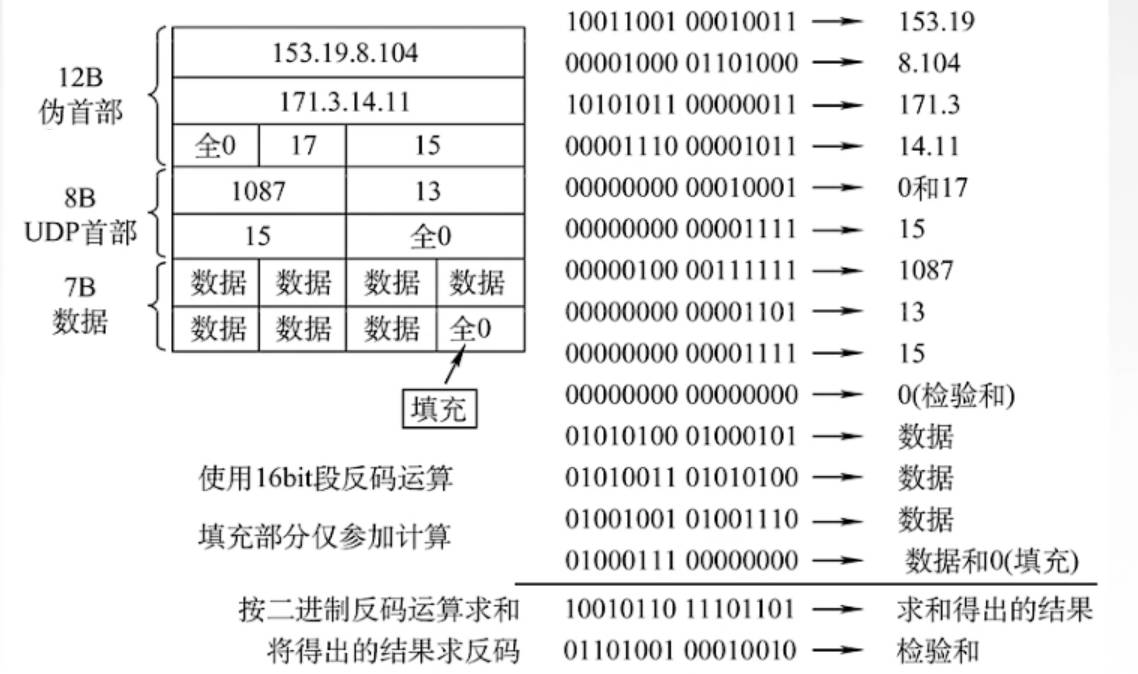 12B
伪首部
153.19.8.104
171.3.14.11
全0 17 15
8B
UDP首部
1087 13
15 全0
7B
数据
数据 数据 数据 数据
数据 数据 数据 全0
填充
使用16bit段反码运算
填充部分仅参加计算
10011001 00010011 → 153.19
00001000 01101000 → 8.104
10101011 00000011 → 171.3
00001110 00001011 → 14.11
00000000 00010001 → 0和17
00000000 00001111 → 15
00000100 00111111 → 1087
00000000 00001101 → 13
00000000 00001111 → 15
00000000 00000000 → 0(检验和)
01010100 01000101 → 数据
01010011 01010100 → 数据
01001001 01001110 → 数据
01000111 00000000 → 数据和0(填充)
按二进制反码运算求和 10010110 11101101 → 求和得出的结果
将得出的结果求反码 01101001 00010010 → 检验和